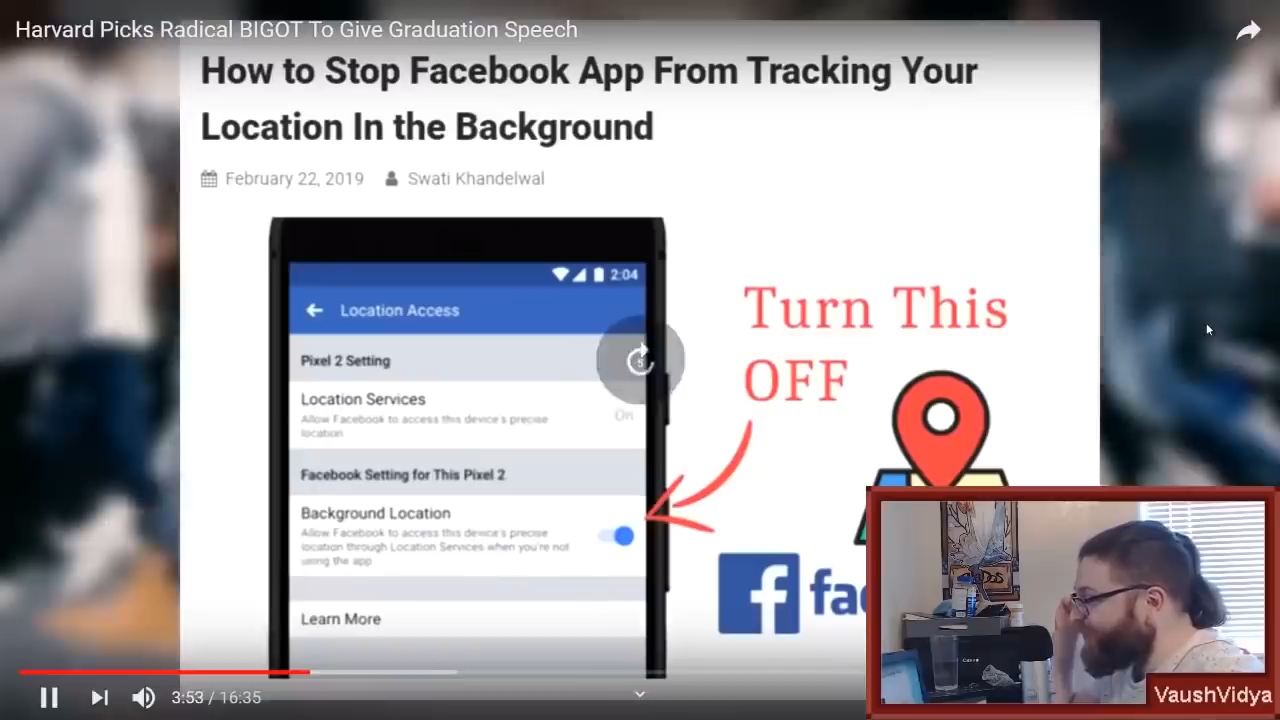 Harvard Picks Radical BIGOT To Give Graduation Speech
How to Stop Facebook App From Tracking Your
Location In the Background
February 22, 2019 Swati Khandelwal
2:04
Location Access
Pixel 2 Setting
Location Services
Allow Facebook to access this device's precise
location
On
Facebook Setting for This Pixel 2
Background Location
Allow Facebook to access this device's precise
location through Location Services when you're not
using the app
Learn More
Turn This
OFF
5
f fac
3:53 / 16:35
VaushVidya